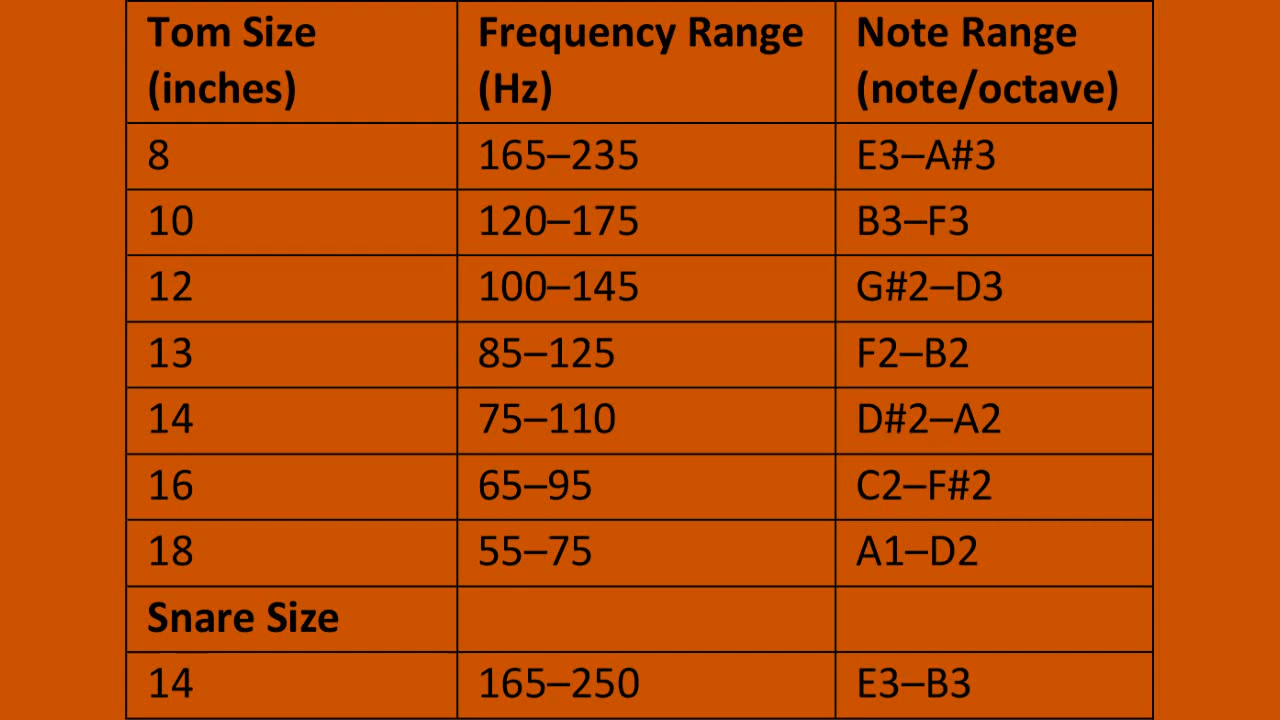 Tom Size (inches) Frequency Range (Hz) Note Range (note/octave)
8 165–235 E3–A#3
10 120–175 B3–F3
12 100–145 G#2–D3
13 85–125 F2–B2
14 75–110 D#2–A2
16 65–95 C2–F#2
18 55–75 A1–D2
Snare Size
14 165–250 E3–B3